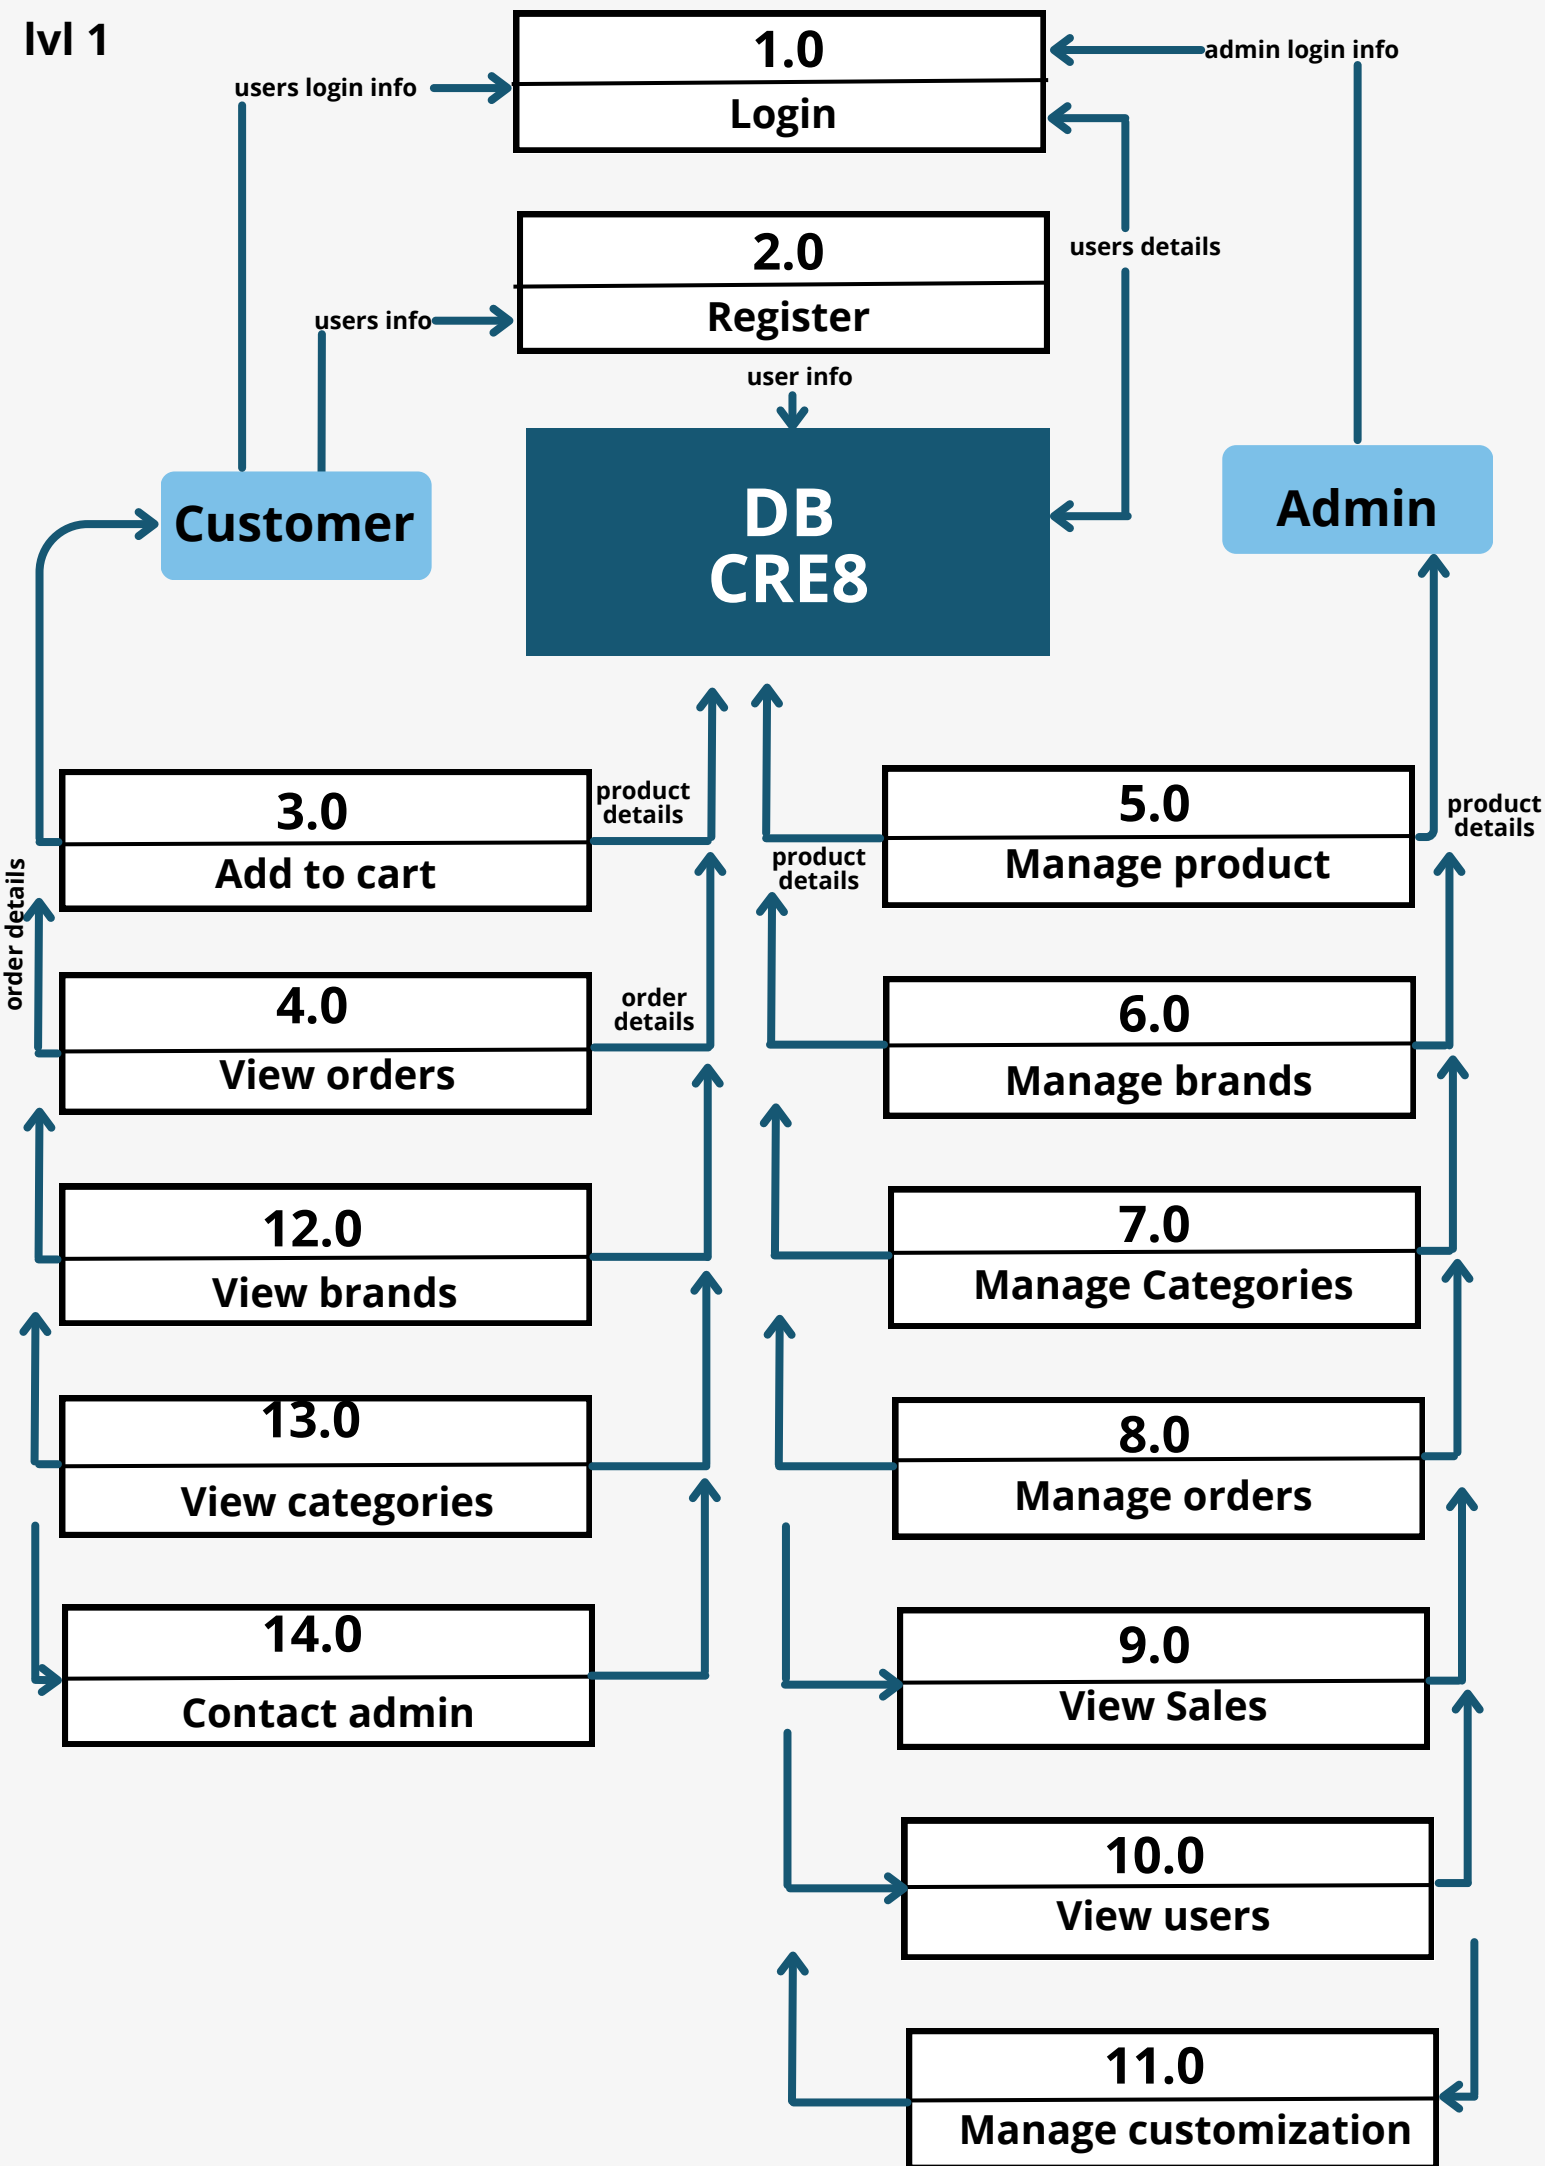 lvl 1
1.0
Login
users login info
admin login info
2.0
Register
users info
users details
user info
Customer
DB
CRE8
Admin
3.0
Add to cart
product
details
order details
4.0
View orders
order
details
12.0
View brands
13.0
View categories
14.0
Contact admin
5.0
Manage product
product
details
product
details
6.0
Manage brands
7.0
Manage Categories
8.0
Manage orders
9.0
View Sales
10.0
View users
11.0
Manage customization